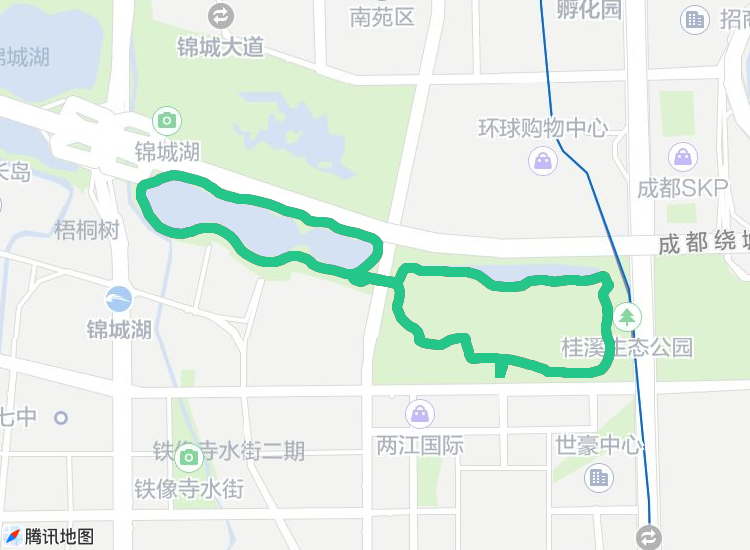 南苑区
孵化园
招商
锦城大道
锦城湖
环球购物中心
锦城湖
成都SKP
长岛
梧桐树
成都绕城
锦城湖
桂溪生态公园
七中
两江国际
世豪中心
铁像寺水街二期
铁像寺水街
腾讯地图